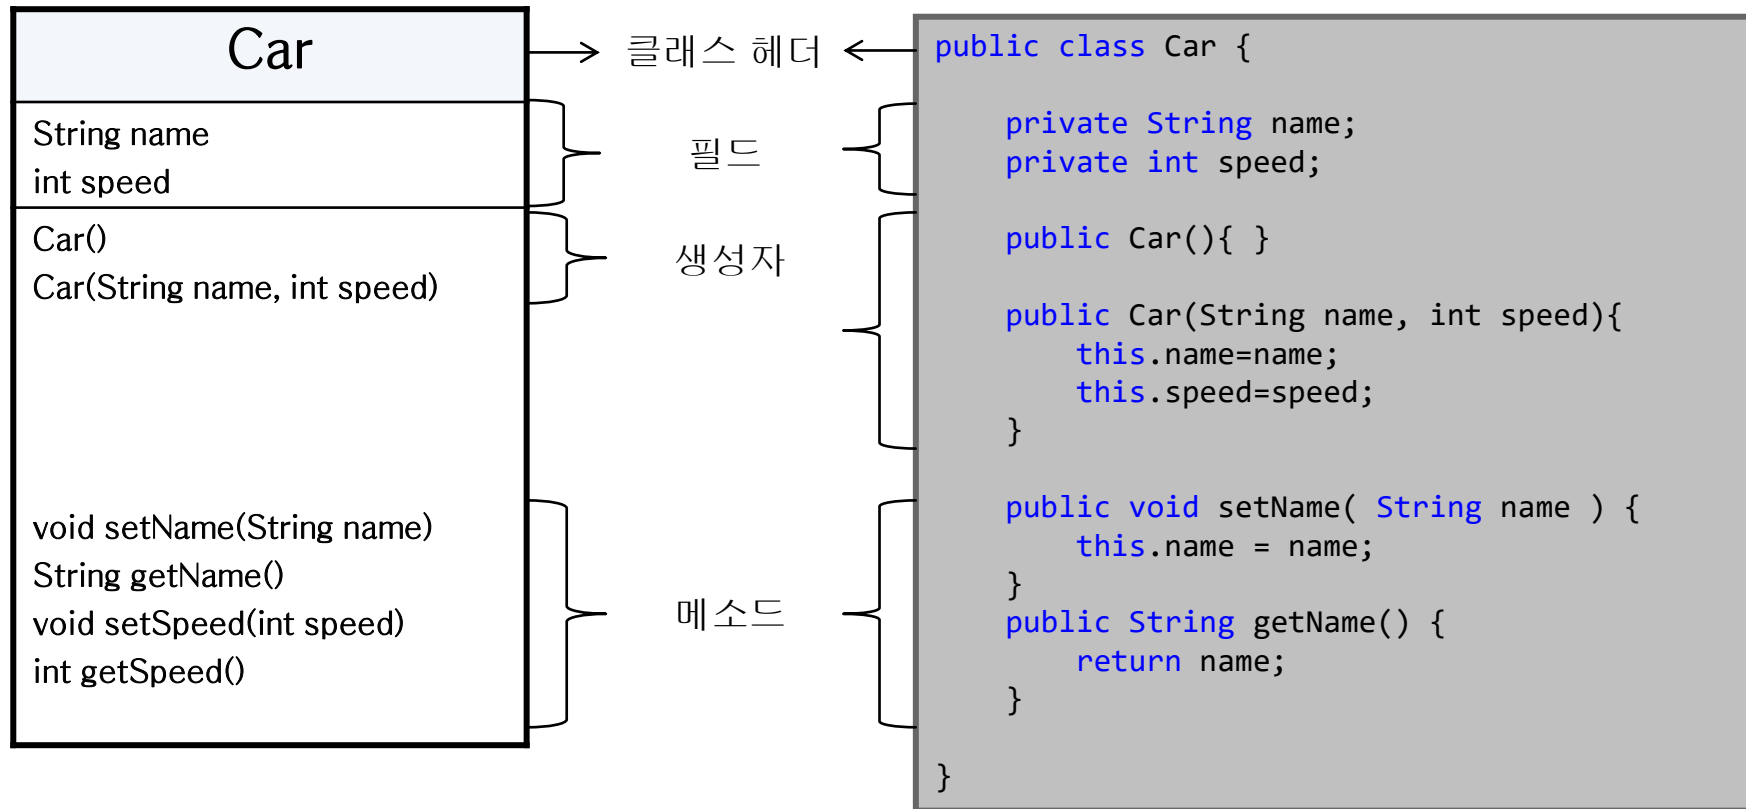 Car
String name
int speed
Car()
Car(String name, int speed)
void setName(String name)
String getName()
void setSpeed(int speed)
int getSpeed()
클래스 헤더
필드
생성자
메소드
public class Car {
private String name;
private int speed;
public Car(){ }
public Car(String name, int speed){
this.name=name;
this.speed=speed;
}
public void setName( String name ) {
this.name = name;
}
public String getName() {
return name;
}
}